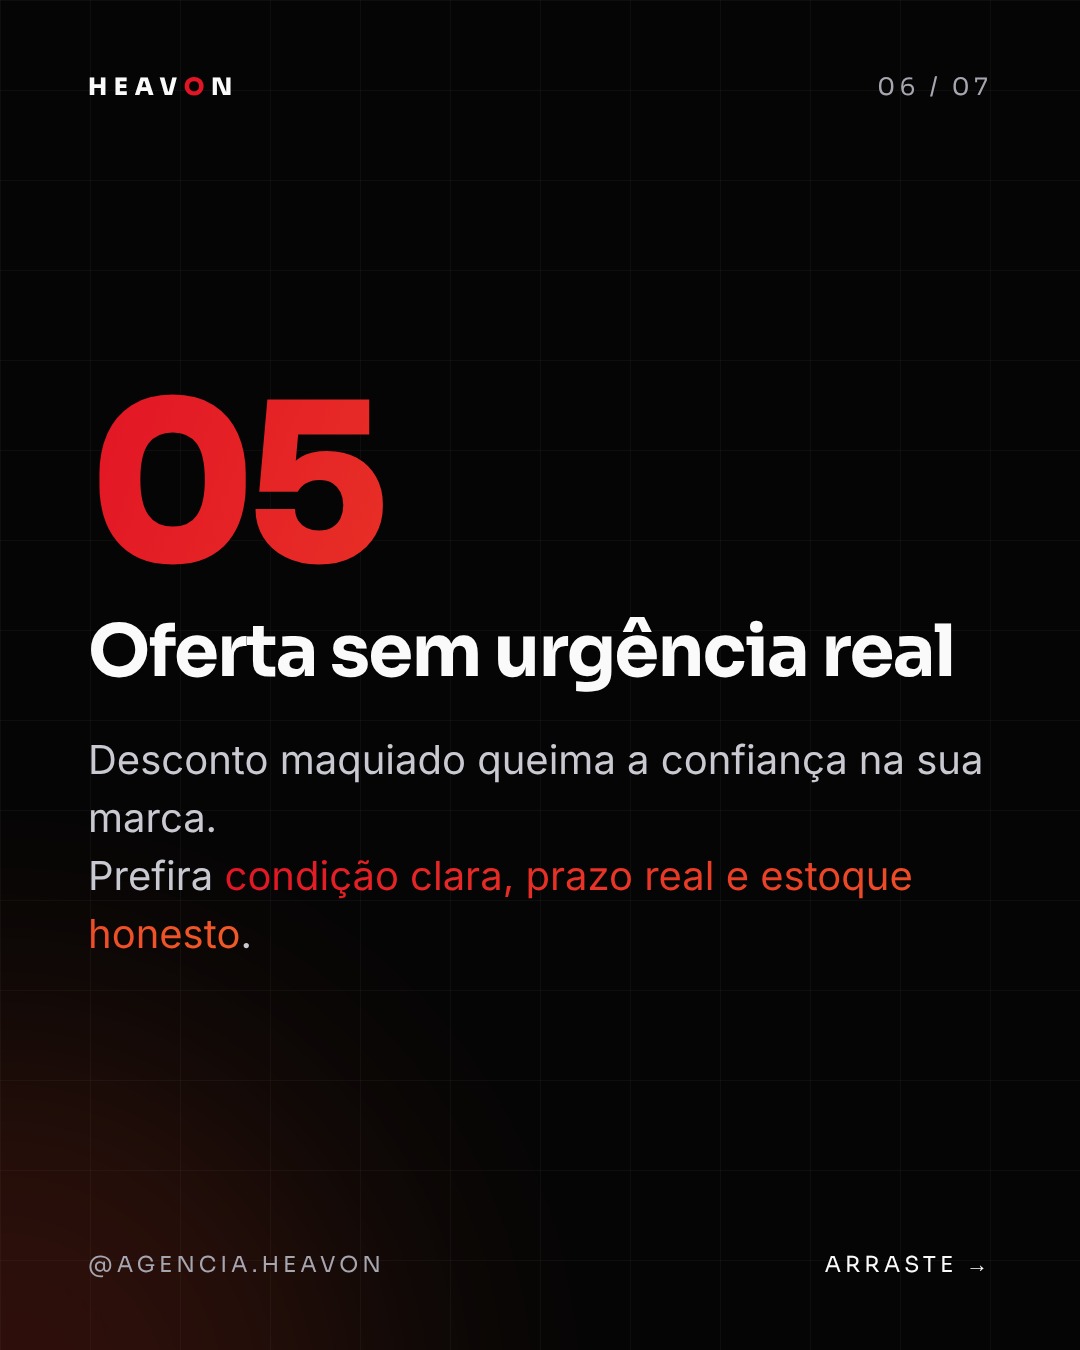 HEAVON
06 / 07
05
Oferta sem urgência real
Desconto maquiado queima a confiança na sua
marca.
Prefira condição clara, prazo real e estoque
honesto.
@AGENCIA.HEAVON
ARRASTE →